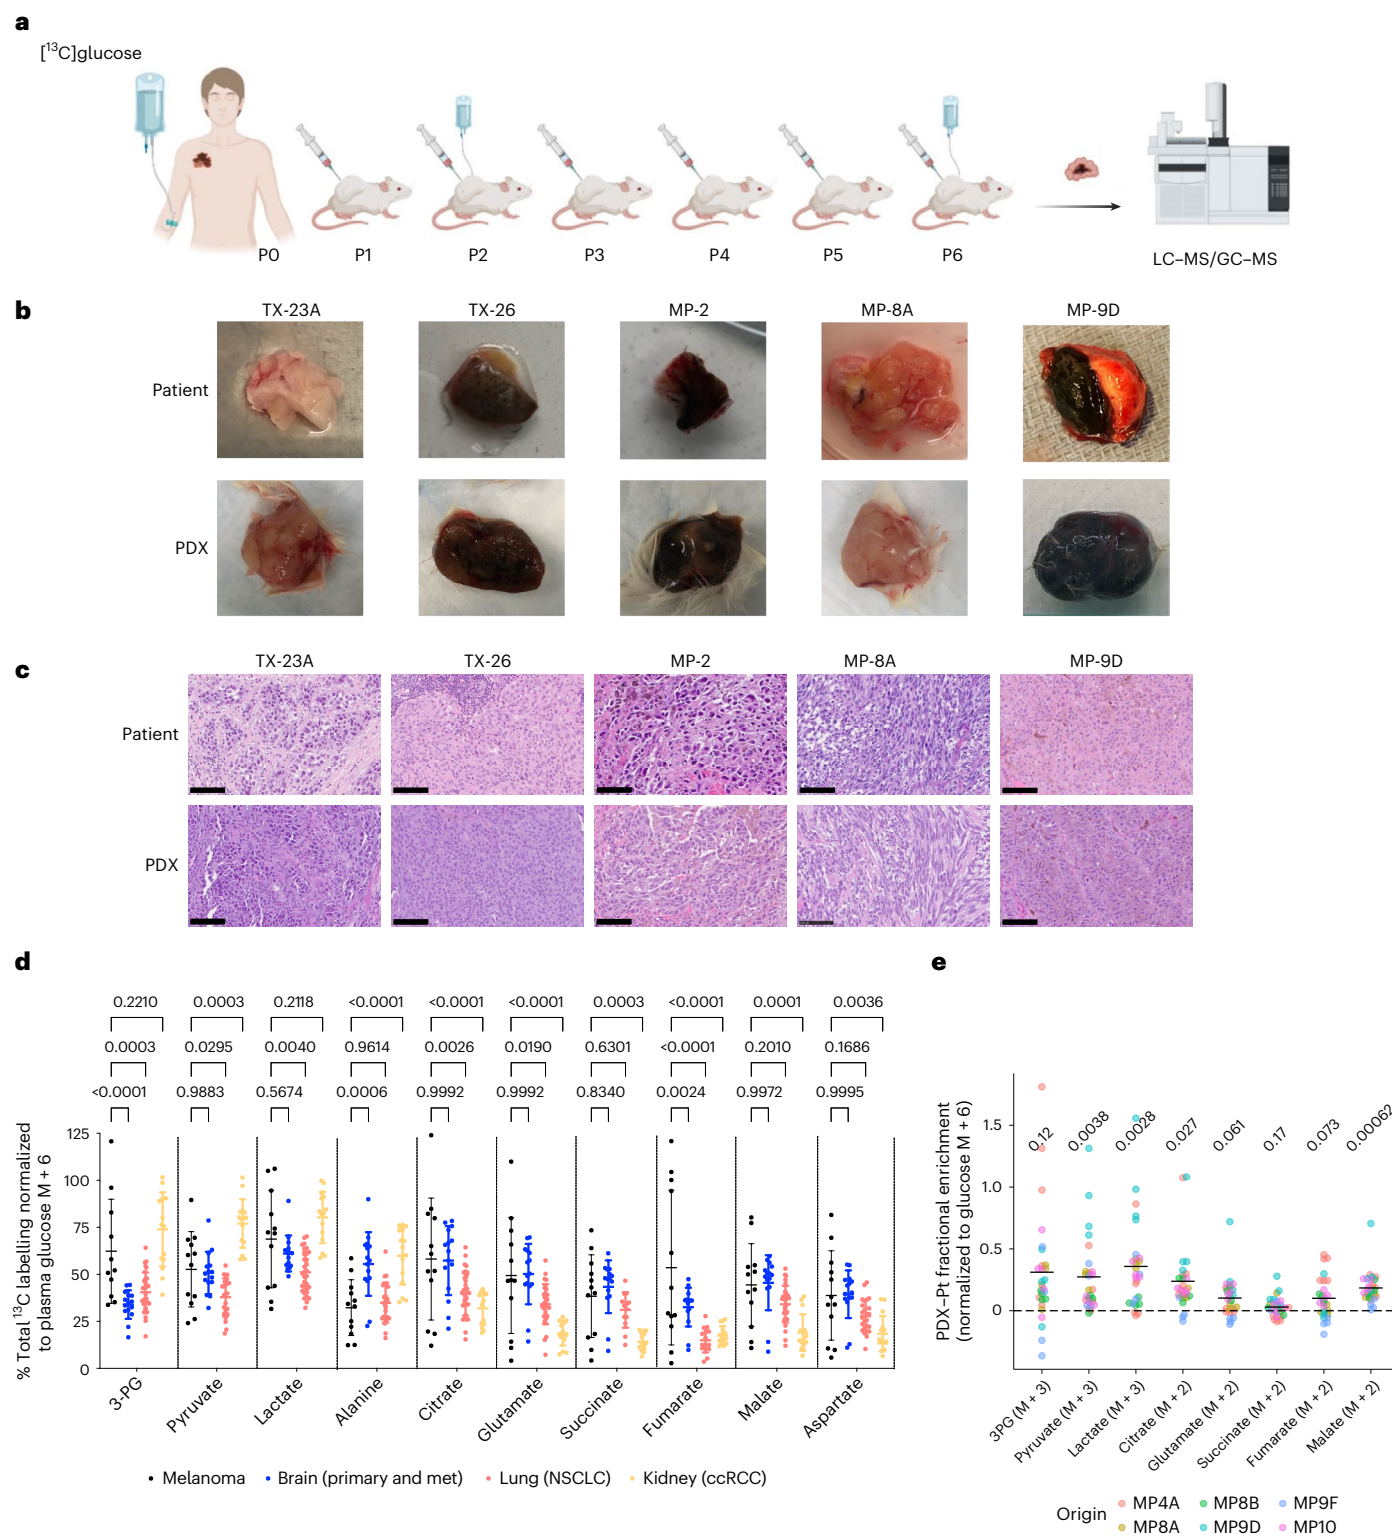 a
[13C]glucose
P0 P1 P2 P3 P4 P5 P6
LC–MS/GC–MS
b
TX-23A TX-26 MP-2 MP-8A MP-9D
Patient
PDX
c
TX-23A TX-26 MP-2 MP-8A MP-9D
Patient
PDX
d
0.2210 0.0003 0.2118 <0.0001 <0.0001 <0.0001 0.0003 <0.0001 0.0001 0.0036
0.0003 0.0295 0.0040 0.9614 0.0026 0.0190 0.6301 <0.0001 0.2010 0.1686
<0.0001 0.9883 0.5674 0.0006 0.9992 0.9992 0.8340 0.0024 0.9972 0.9995
% Total 13C labelling normalized
to plasma glucose M + 6
125
100
75
50
25
0
3-PG Pyruvate Lactate Alanine Citrate Glutamate Succinate Fumarate Malate Aspartate
Melanoma Brain (primary and met) Lung (NSCLC) Kidney (ccRCC)
e
PDX–Pt fractional enrichment
(normalized to glucose M + 6)
0.12 0.0038 0.0028 0.027 0.061 0.17 0.073 0.00062
1.5
1.0
0.5
0
3PG (M + 3) Pyruvate (M + 3) Lactate (M + 3) Citrate (M + 2) Glutamate (M + 2) Succinate (M + 2) Fumarate (M + 2) Malate (M + 2)
Origin
MP4A MP8B MP9F
MP8A MP9D MP10